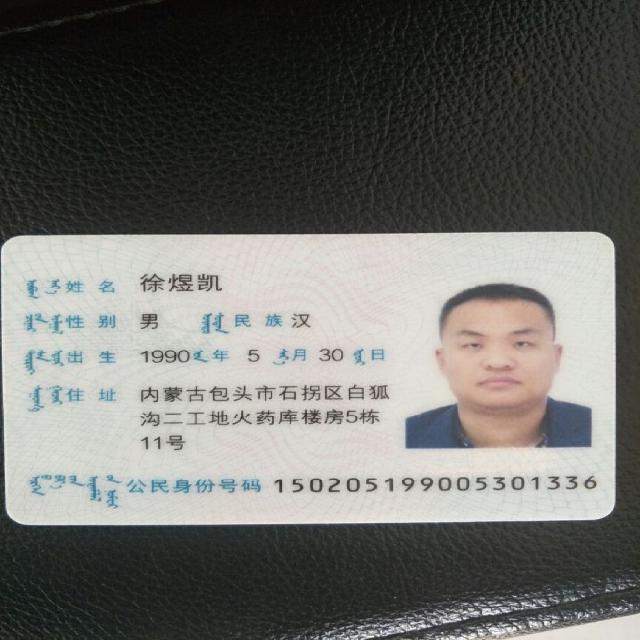 姓名 徐煜凯
性别 男 民族 汉
出生 1990 年 5 月 30 日
住址 内蒙古包头市石拐区白狐
沟二工地火药库楼房5栋
11号
公民身份号码 150205199005301336